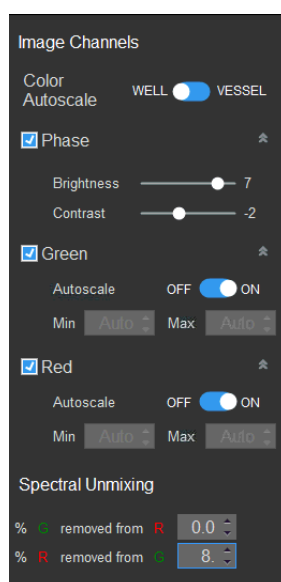 Image Channels
Color Autoscale WELL VESSEL
Phase
Brightness 7
Contrast -2
Green
Autoscale OFF ON
Min Auto Max Auto
Red
Autoscale OFF ON
Min Auto Max Auto
Spectral Unmixing
% G removed from R 0.0
% R removed from G 8.